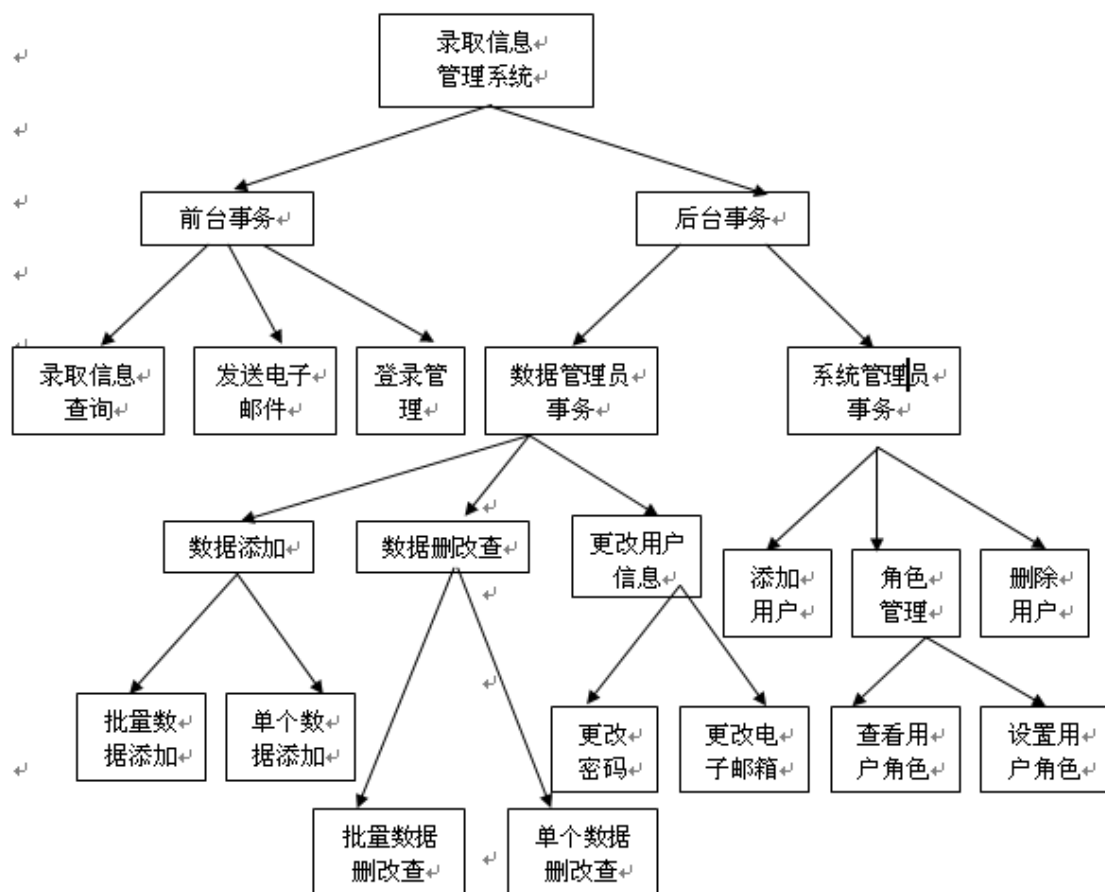 录取信息
管理系统
前台事务
后台事务
录取信息
查询
发送电子
邮件
登录管
理
数据管理员
事务
系统管理员
事务
数据添加
数据删改查
更改用户
信息
添加
用户
角色
管理
删除
用户
批量数
据添加
单个数
据添加
更改
密码
更改电
子邮箱
查看用
户角色
设置用
户角色
批量数据
删改查
单个数据
删改查